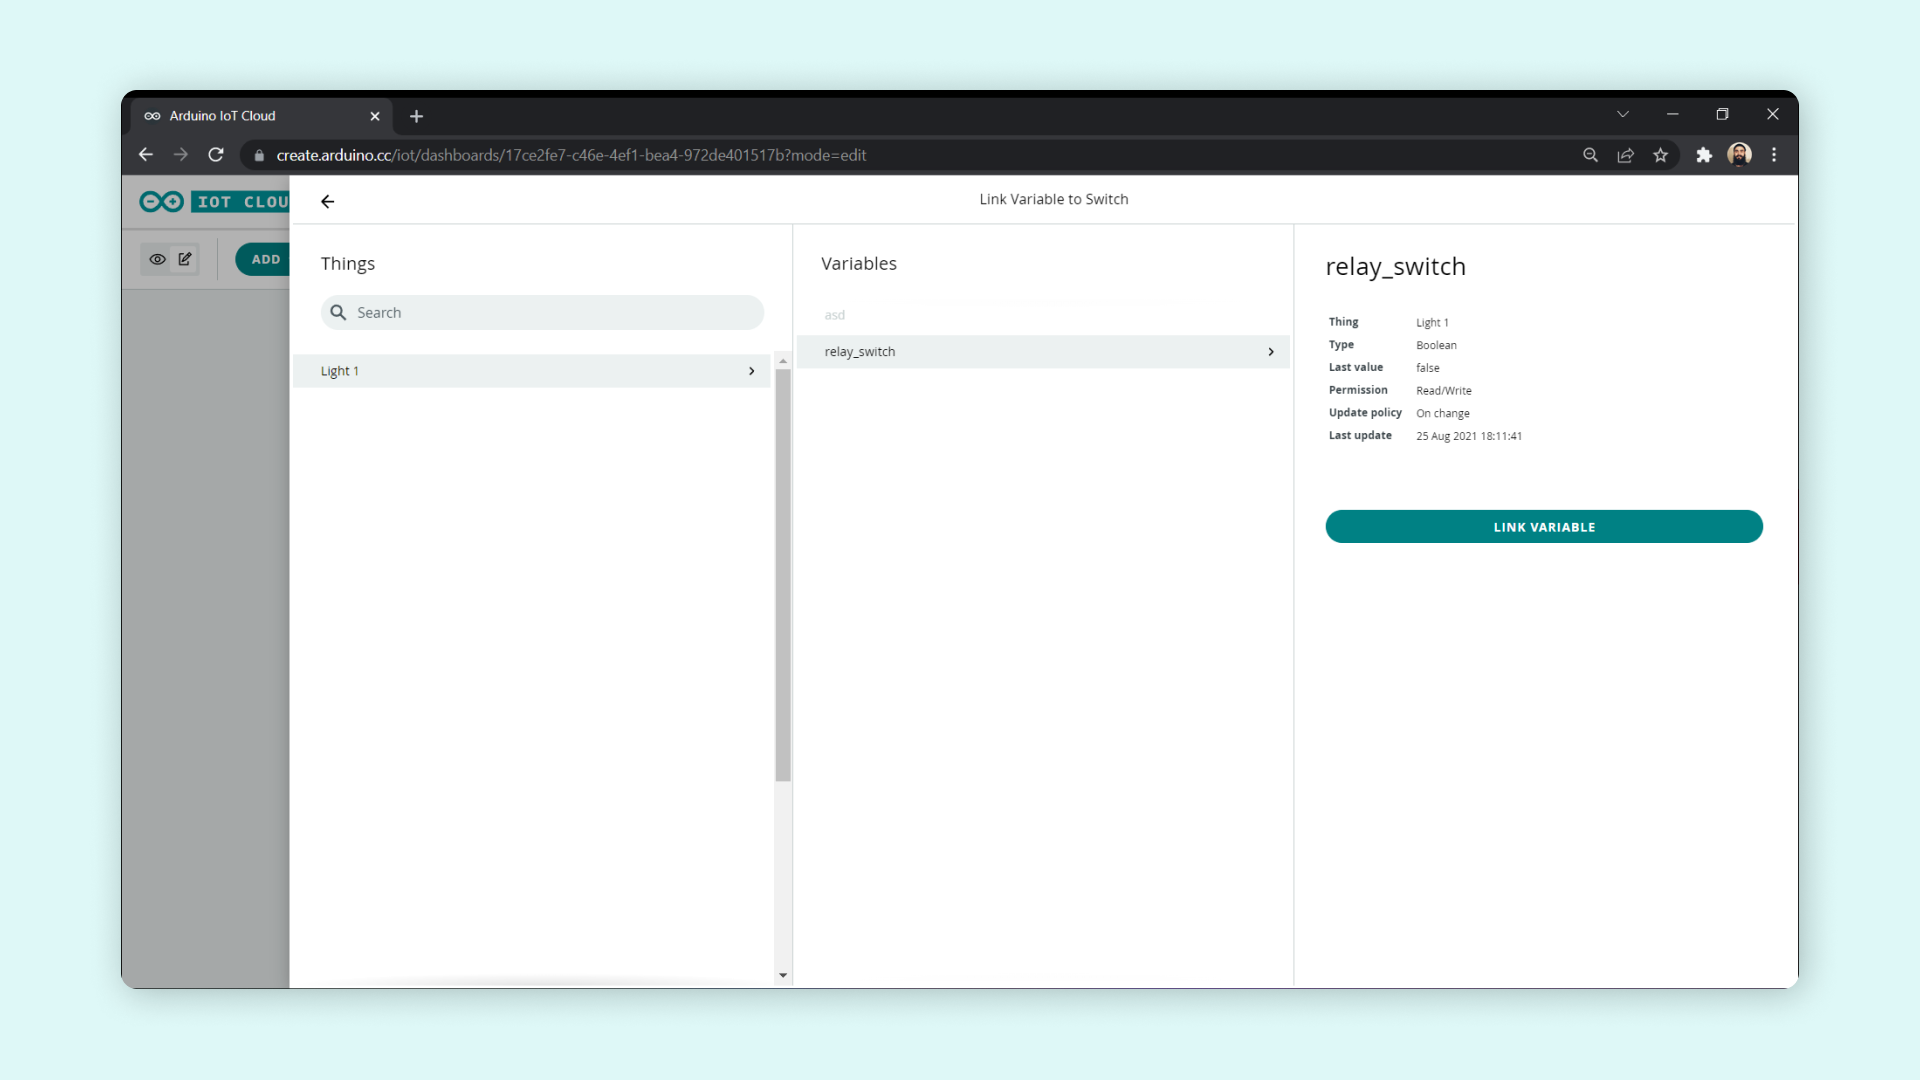 Arduino IoT Cloud
create.arduino.cc/iot/dashboards/17ce2fe7-c46e-4ef1-bea4-972de401517b?mode=edit
IOT CLOU
Link Variable to Switch
ADD
Things
Variables
relay_switch
Search
asd
relay_switch
Light 1
Thing Light 1
Type Boolean
Last value false
Permission Read/Write
Update policy On change
Last update 25 Aug 2021 18:11:41
LINK VARIABLE